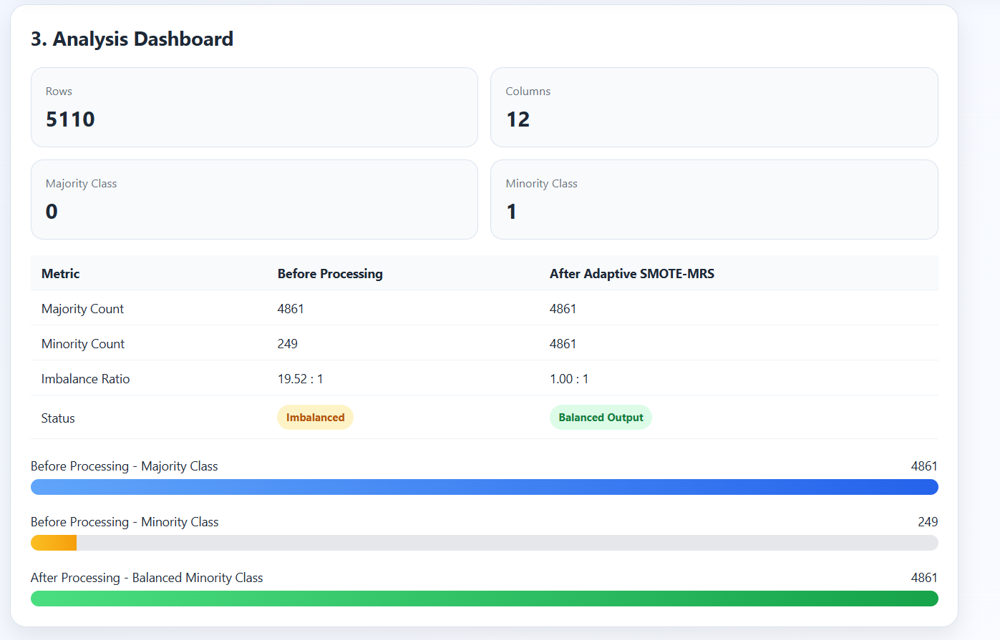 3. Analysis Dashboard
Rows
5110
Columns
12
Majority Class
0
Minority Class
1
Metric Before Processing After Adaptive SMOTE-MRS
Majority Count 4861 4861
Minority Count 249 4861
Imbalance Ratio 19.52 : 1 1.00 : 1
Status Imbalanced Balanced Output
Before Processing - Majority Class 4861
Before Processing - Minority Class 249
After Processing - Balanced Minority Class 4861